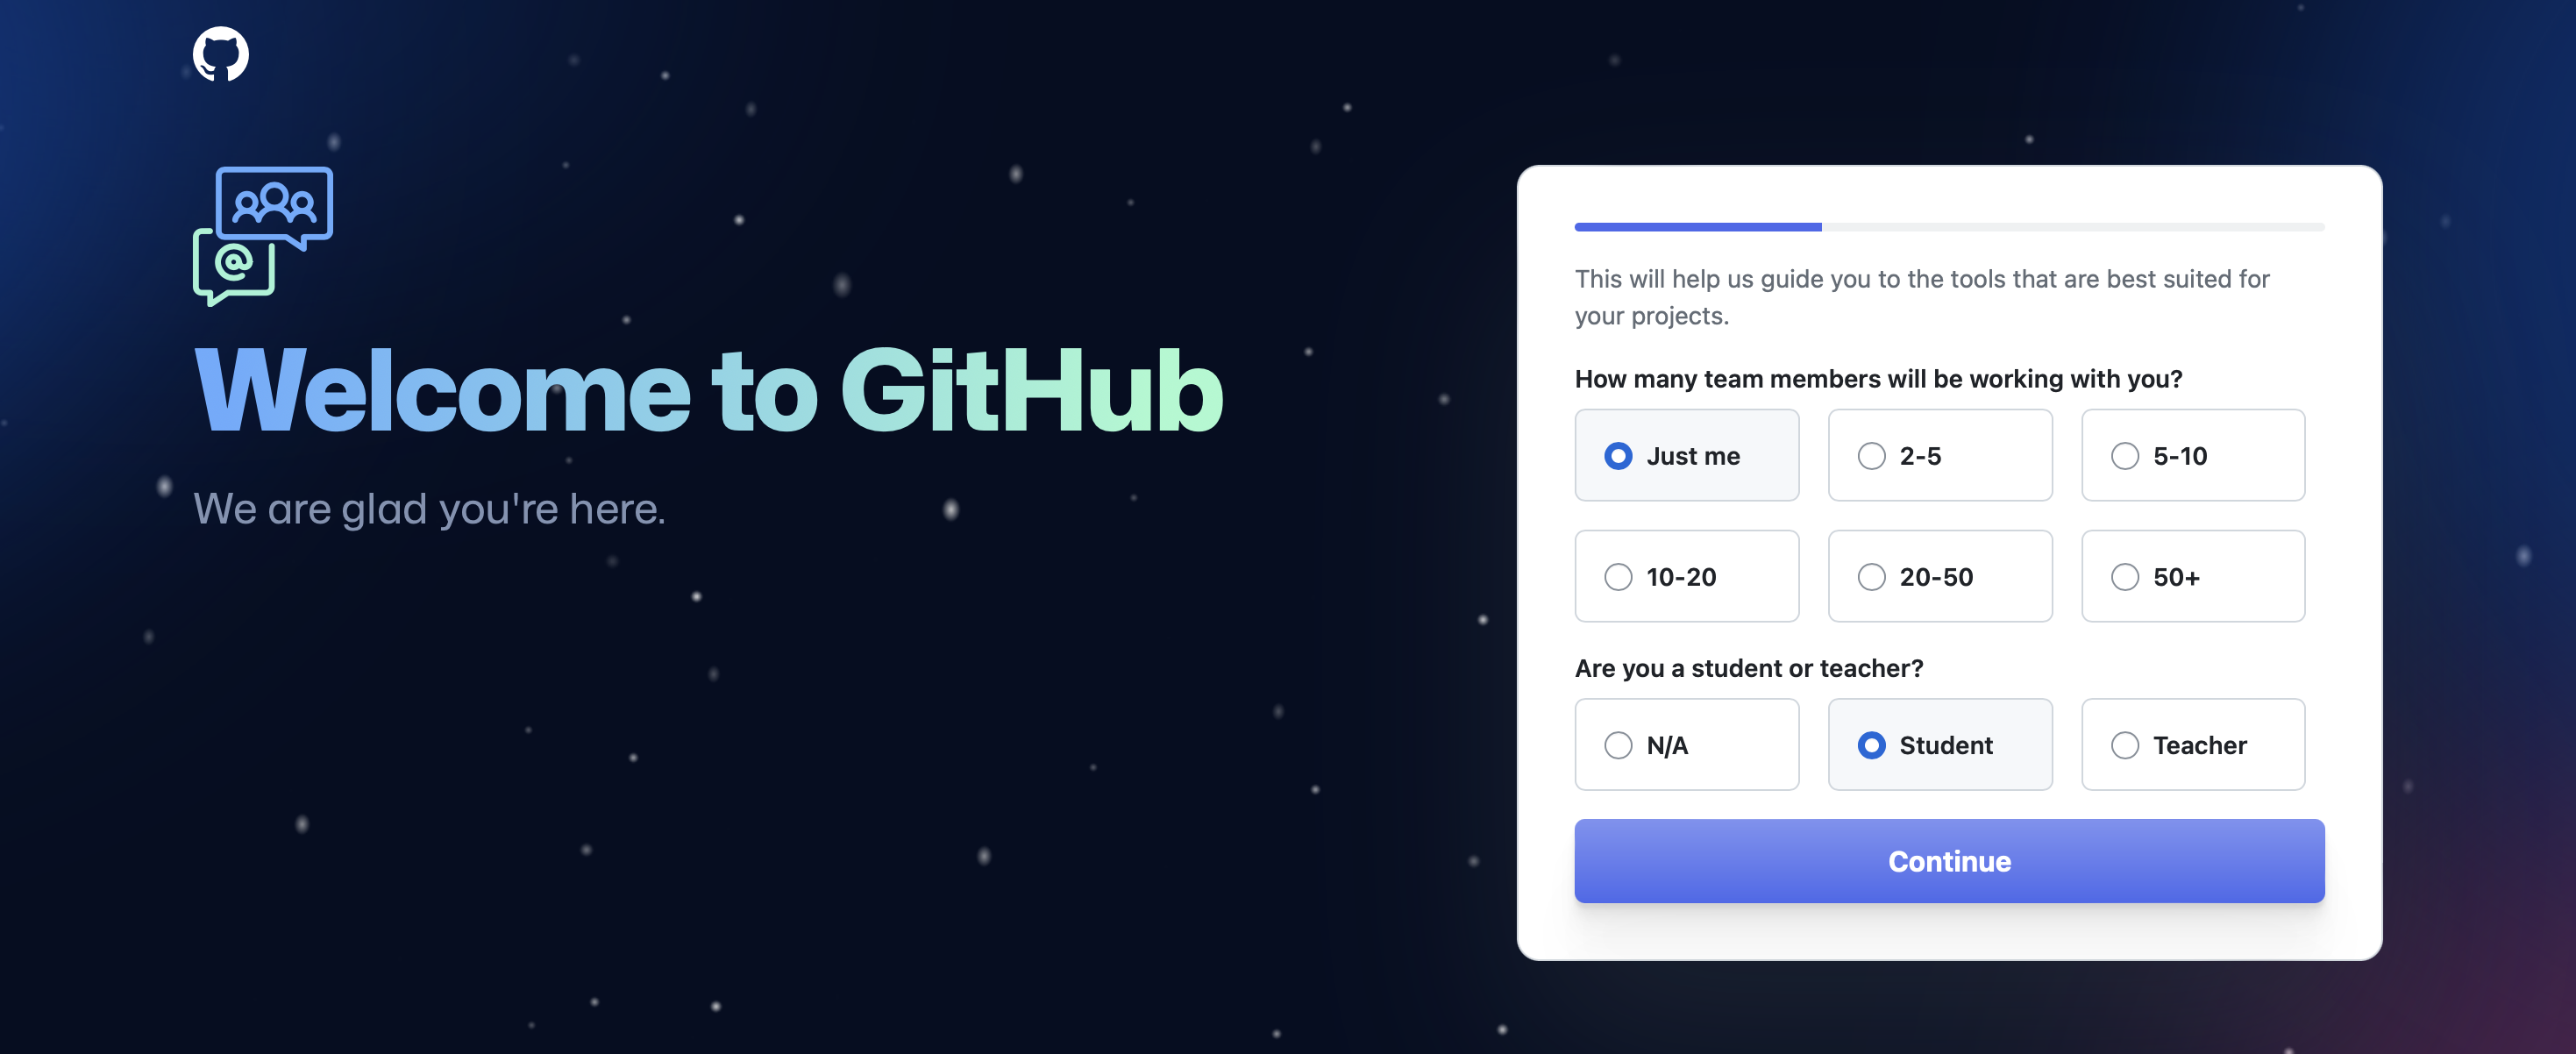 Welcome to GitHub
We are glad you're here.
This will help us guide you to the tools that are best suited for
your projects.
How many team members will be working with you?
Just me
2-5
5-10
10-20
20-50
50+
Are you a student or teacher?
N/A
Student
Teacher
Continue